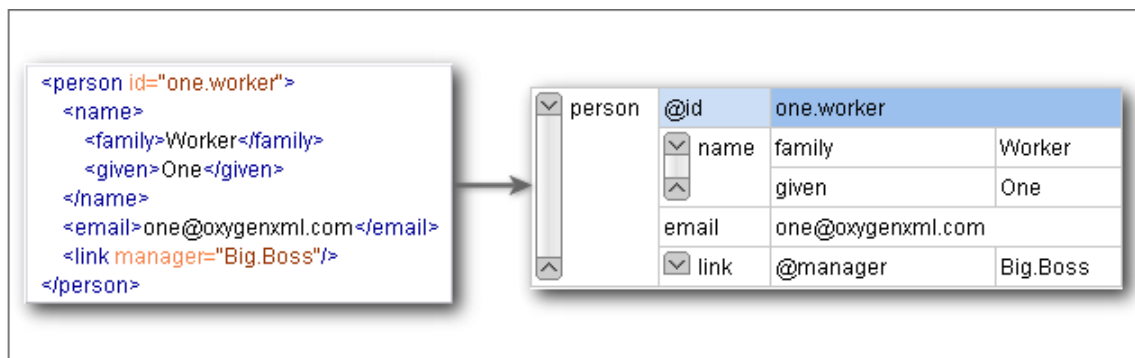 <person id="one.worker">
<name>
<family>Worker</family>
<given>One</given>
</name>
<email>one@oxygenxml.com</email>
<link manager="Big.Boss"/>
</person>
person @id one.worker
name family Worker
given One
email one@oxygenxml.com
link @manager Big.Boss